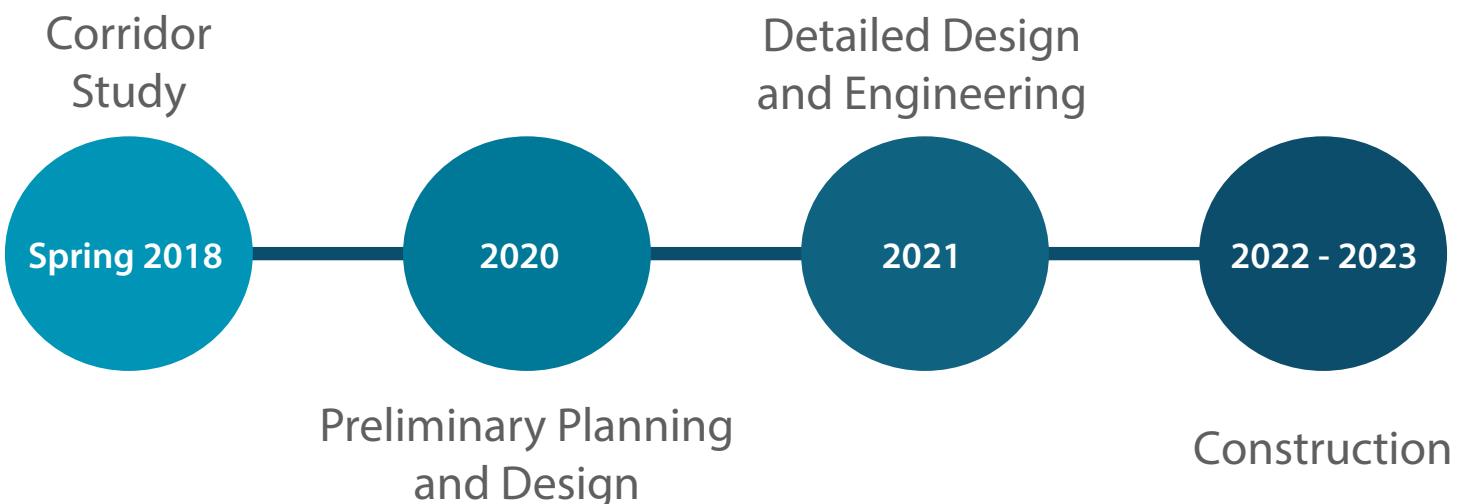 Corridor
Study
Detailed Design
and Engineering
Spring 2018
2020
2021
2022 - 2023
Preliminary Planning
and Design
Construction